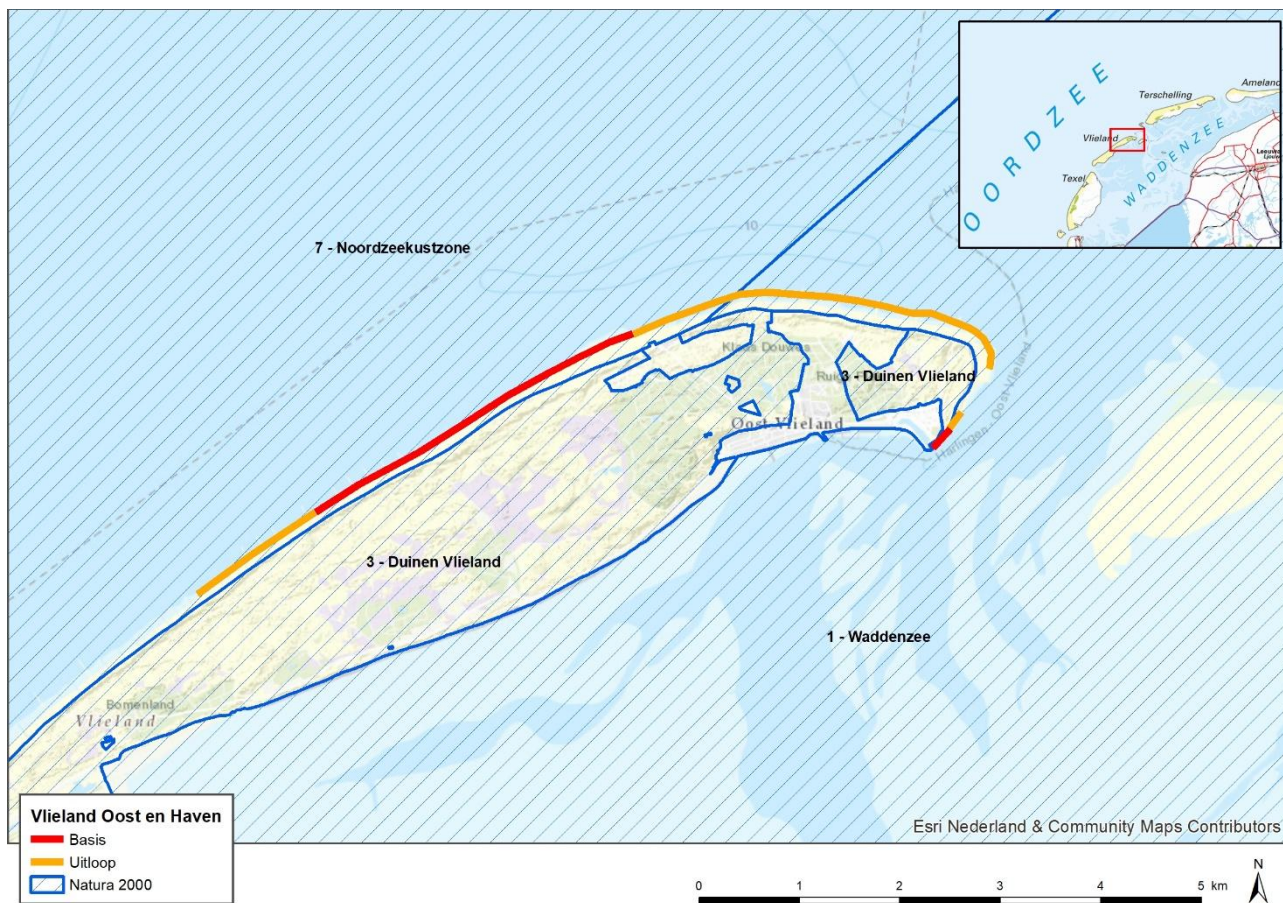 OORDZEE
Terschelling
Ameland
Vlieland
WADDENZEE
Texel
7 - Noordzeekustzone
10
Klaas Douwes
3 - Duinen Vlieland
Oost Vlieland
Harlingen - Oost Vlieland
3 - Duinen Vlieland
1 - Waddenzee
Bomenland
Vlieland
Vlieland Oost en Haven
Basis
Uitloop
Natura 2000
Esri Nederland & Community Maps Contributors
0 1 2 3 4 5 km
N